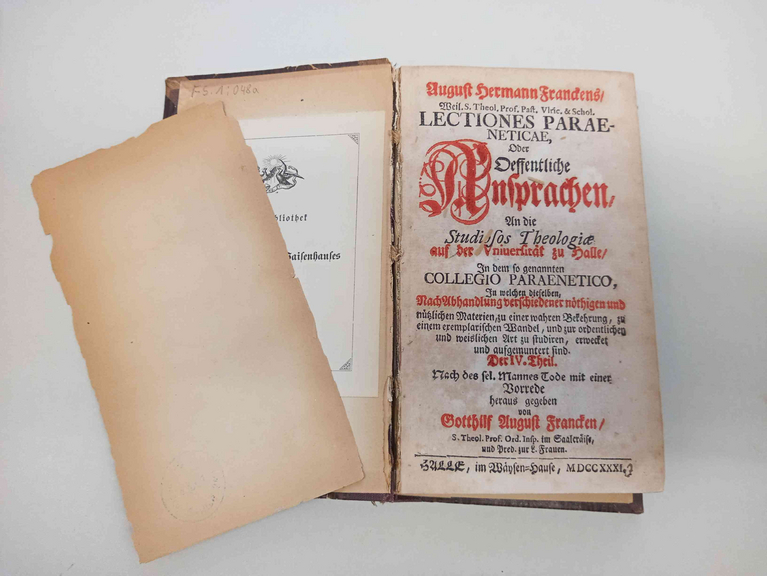 F.S.1:048a
bliothek
Waisenhauses
August Hermann Franckens/
Weil. S. Theol. Prof. Past. Vlric. & Schol.
LECTIONES PARAE-
NETICAE,
Oder
Oeffentliche
Ansprachen/
An die
Studiosos Theologiæ
auf der Vniversität zu Halle/
In dem so genannten
COLLEGIO PARAENETICO,
In welchen dieselben,
Nach Abhandlung verschiedener nöthigen und
nützlichen Materien, zu einer wahren Bekehrung, zu
einem exemplarischen Wandel, und zur ordentlichen
und weislichen Art zu studiren, erwecket
und aufgemuntert sind.
Der IV. Theil.
Nach des sel. Mannes Tode mit einer
Vorrede
heraus gegeben
von
Gotthilf August Francken/
S. Theol. Prof. Ord. Insp. im Saalcräise,
und Pred. zur L. Frauen.
HALLE, im Wäysen-Hause, MDCCXXXI.